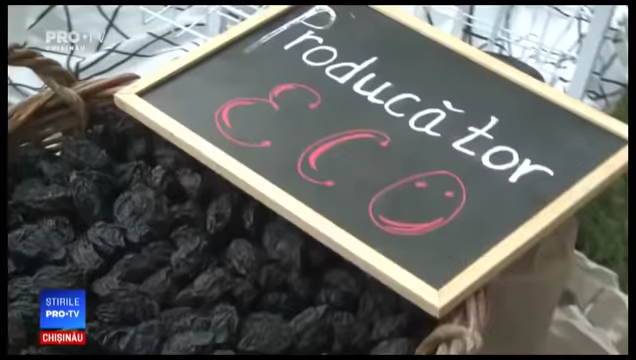 PRO•TV
CHIȘINĂU
Producător
ECO
ȘTIRILE
PRO•TV
CHIȘINĂU